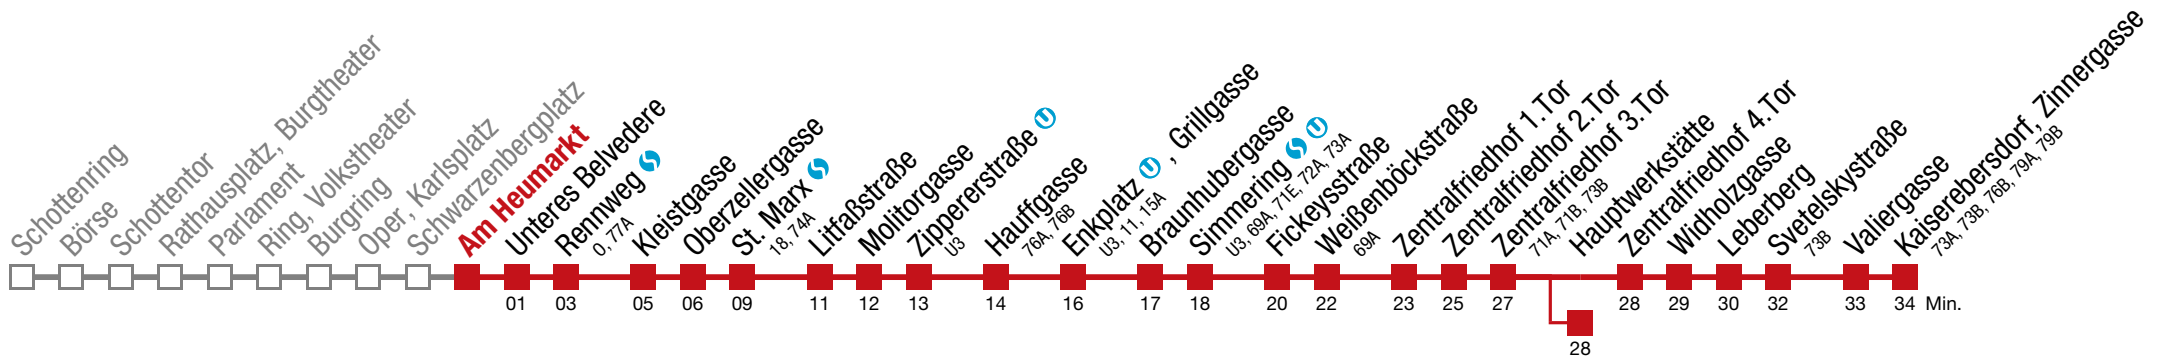 Schottenring
Börse
Schottentor
Rathausplatz, Burgtheater
Parlament
Ring, Volkstheater
Burgring
Oper, Karlsplatz
Schwarzenbergplatz
Am Heumarkt
Unteres Belvedere
Rennweg S
O, 77A
Kleistgasse
Oberzellergasse
St. Marx S
18, 74A
Litfaßstraße
Molitorgasse
Zippererstraße U
U3
Hauffgasse
76A, 76B
Enkplatz U , Grillgasse
U3, 11, 15A
Braunhubergasse
Simmering S U
U3, 69A, 71E, 72A, 73A
Fickeysstraße
Weißenböckstraße
69A
Zentralfriedhof 1.Tor
Zentralfriedhof 2.Tor
Zentralfriedhof 3.Tor
71A, 71B, 73B
Hauptwerkstätte
Zentralfriedhof 4.Tor
Widholzgasse
Leberberg
Svetelskystraße
73B
Valiergasse
Kaiserebersdorf, Zinnergasse
73A, 73B, 76B, 79A, 79B
01 03 05 06 09 11 12 13 14 16 17 18 20 22 23 25 27 28 29 30 32 33 34 Min.
28